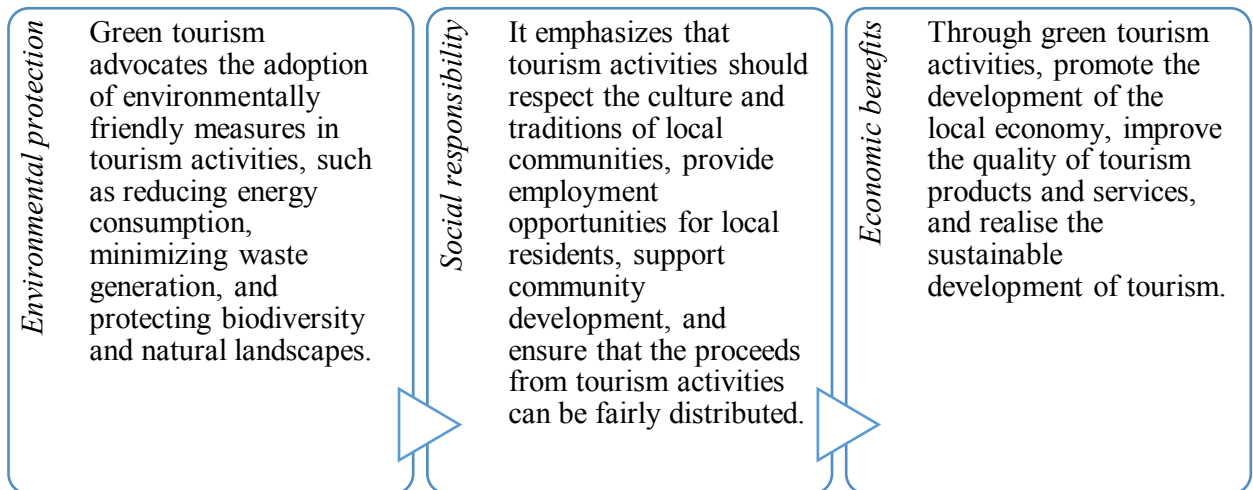 Environmental protection
Green tourism
advocates the adoption
of environmentally
friendly measures in
tourism activities, such
as reducing energy
consumption,
minimizing waste
generation, and
protecting biodiversity
and natural landscapes.
Social responsibility
It emphasizes that
tourism activities should
respect the culture and
traditions of local
communities, provide
employment
opportunities for local
residents, support
community
development, and
ensure that the proceeds
from tourism activities
can be fairly distributed.
Economic benefits
Through green tourism
activities, promote the
development of the
local economy, improve
the quality of tourism
products and services,
and realise the
sustainable
development of tourism.